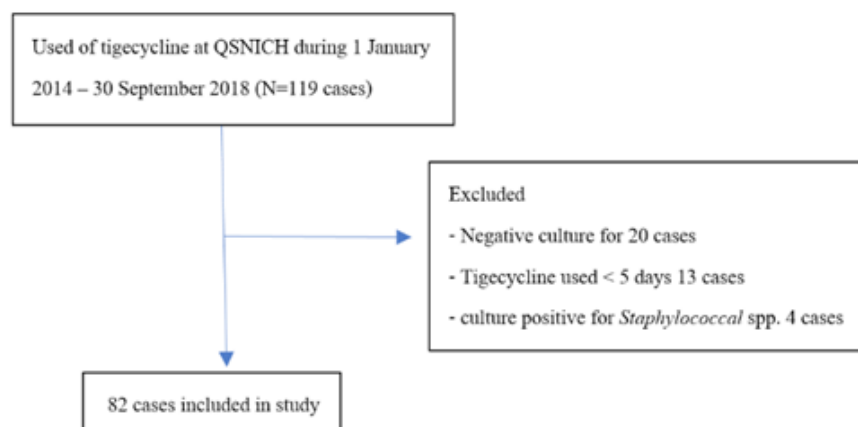 Used of tigecycline at QSNICH during 1 January
2014 – 30 September 2018 (N=119 cases)
Excluded
- Negative culture for 20 cases
- Tigecycline used < 5 days 13 cases
- culture positive for Staphylococcal spp. 4 cases
82 cases included in study